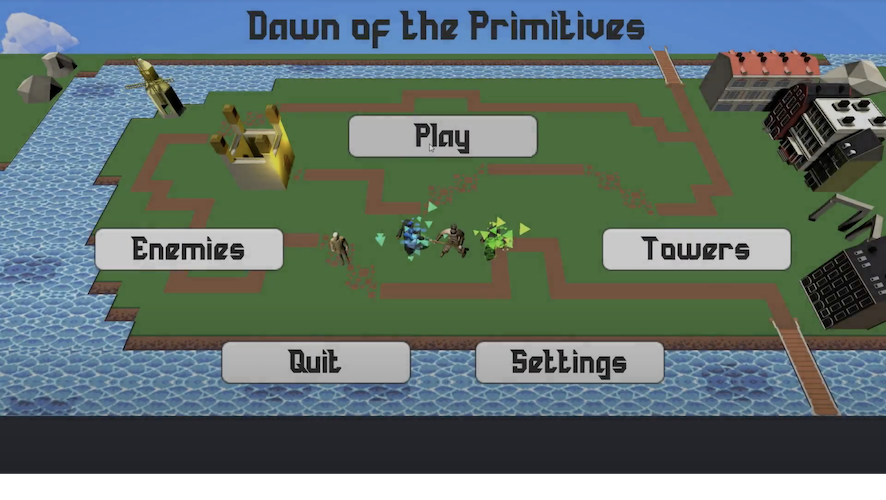 Dawn of the Primitives
Play
Enemies
Towers
Quit
Settings